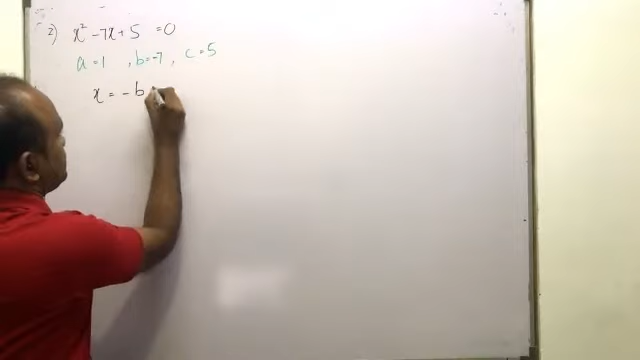 2) x² - 7x + 5 = 0
a = 1 , b = -7 , c = 5
x = - b